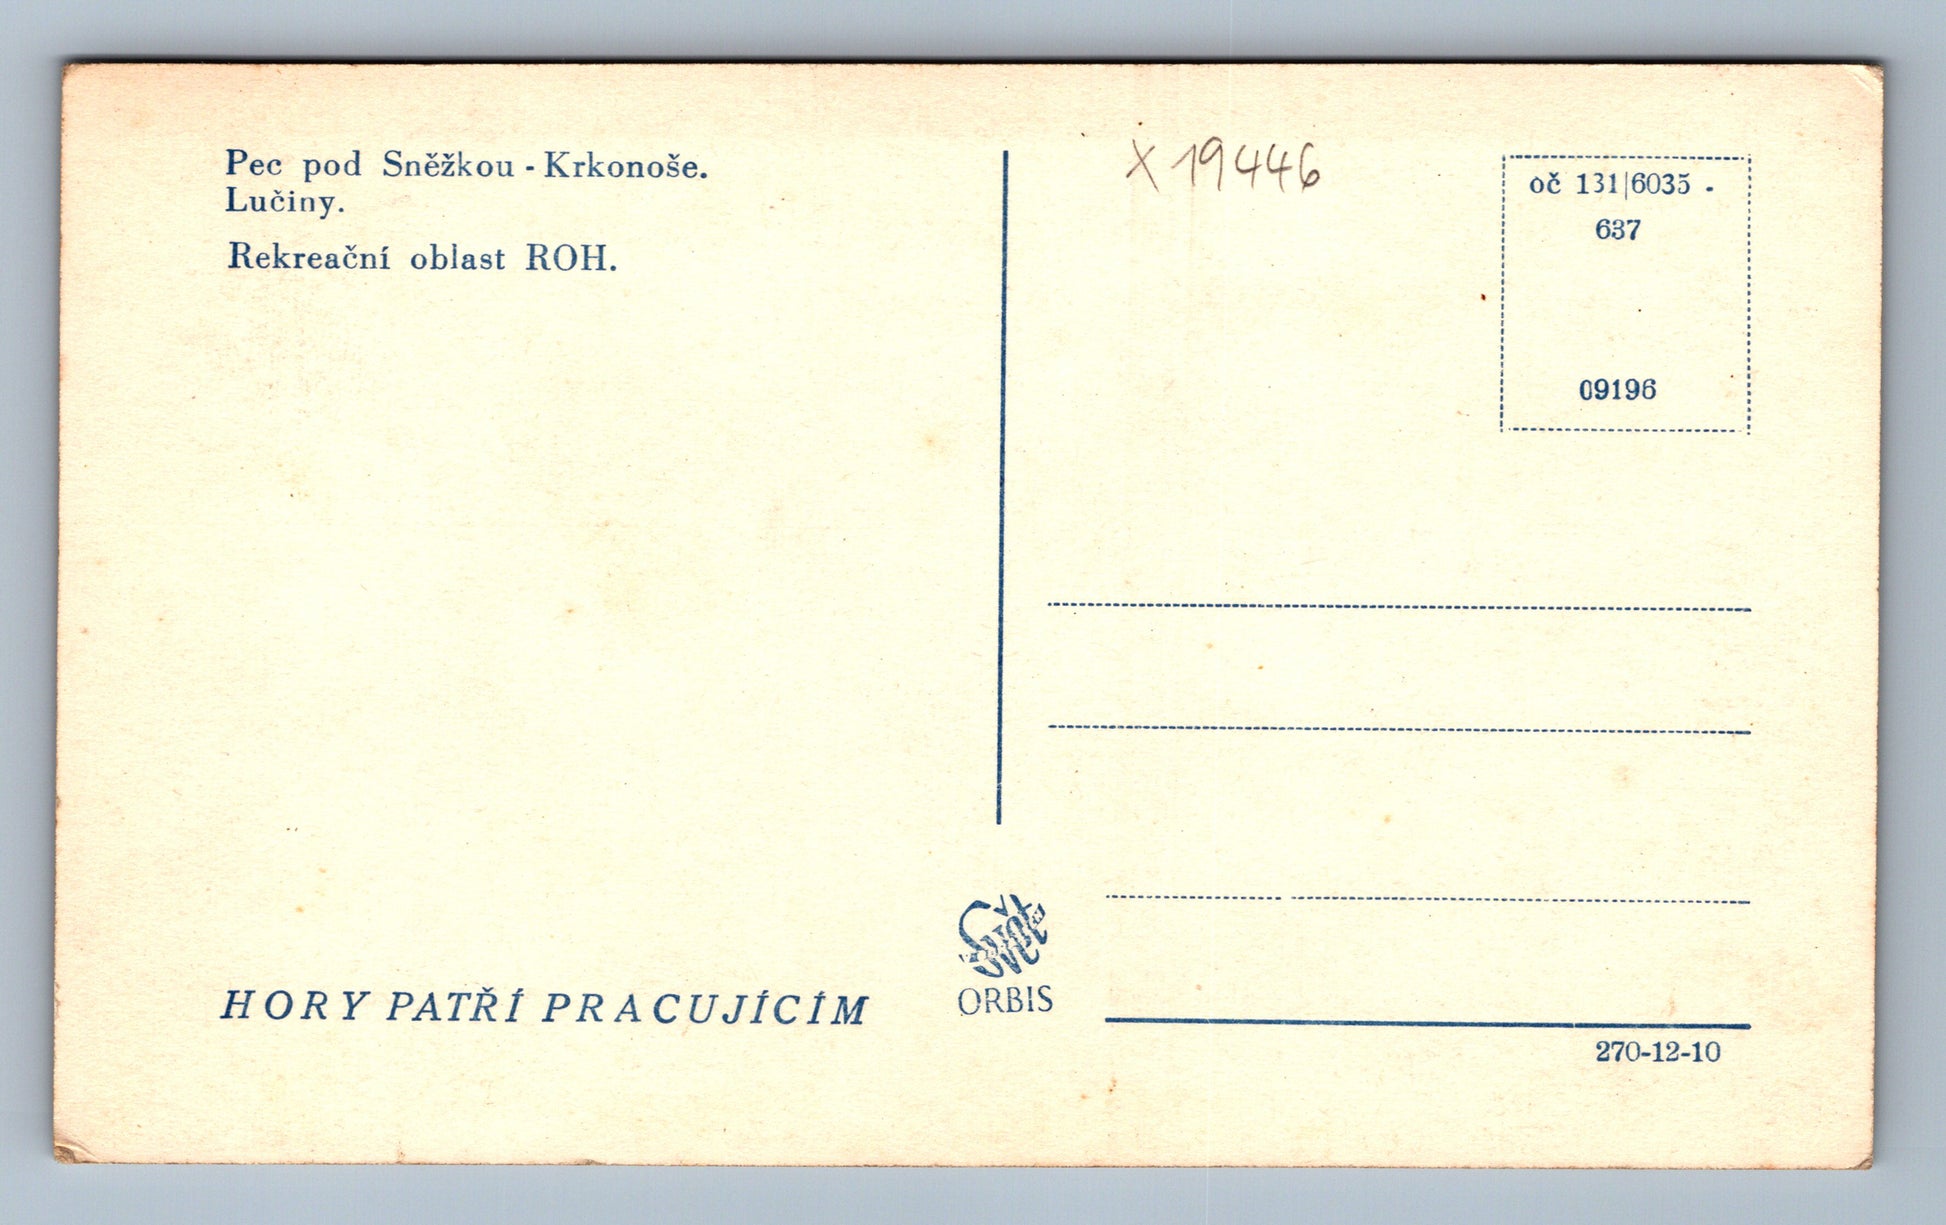 Pec pod Sněžkou - Krkonoše.
Lučiny.
Rekreační oblast ROH.
X 19446
oč 131|6035 .
637
09196
HORY PATŘÍ PRACUJÍCÍM
Svět
ORBIS
270-12-10